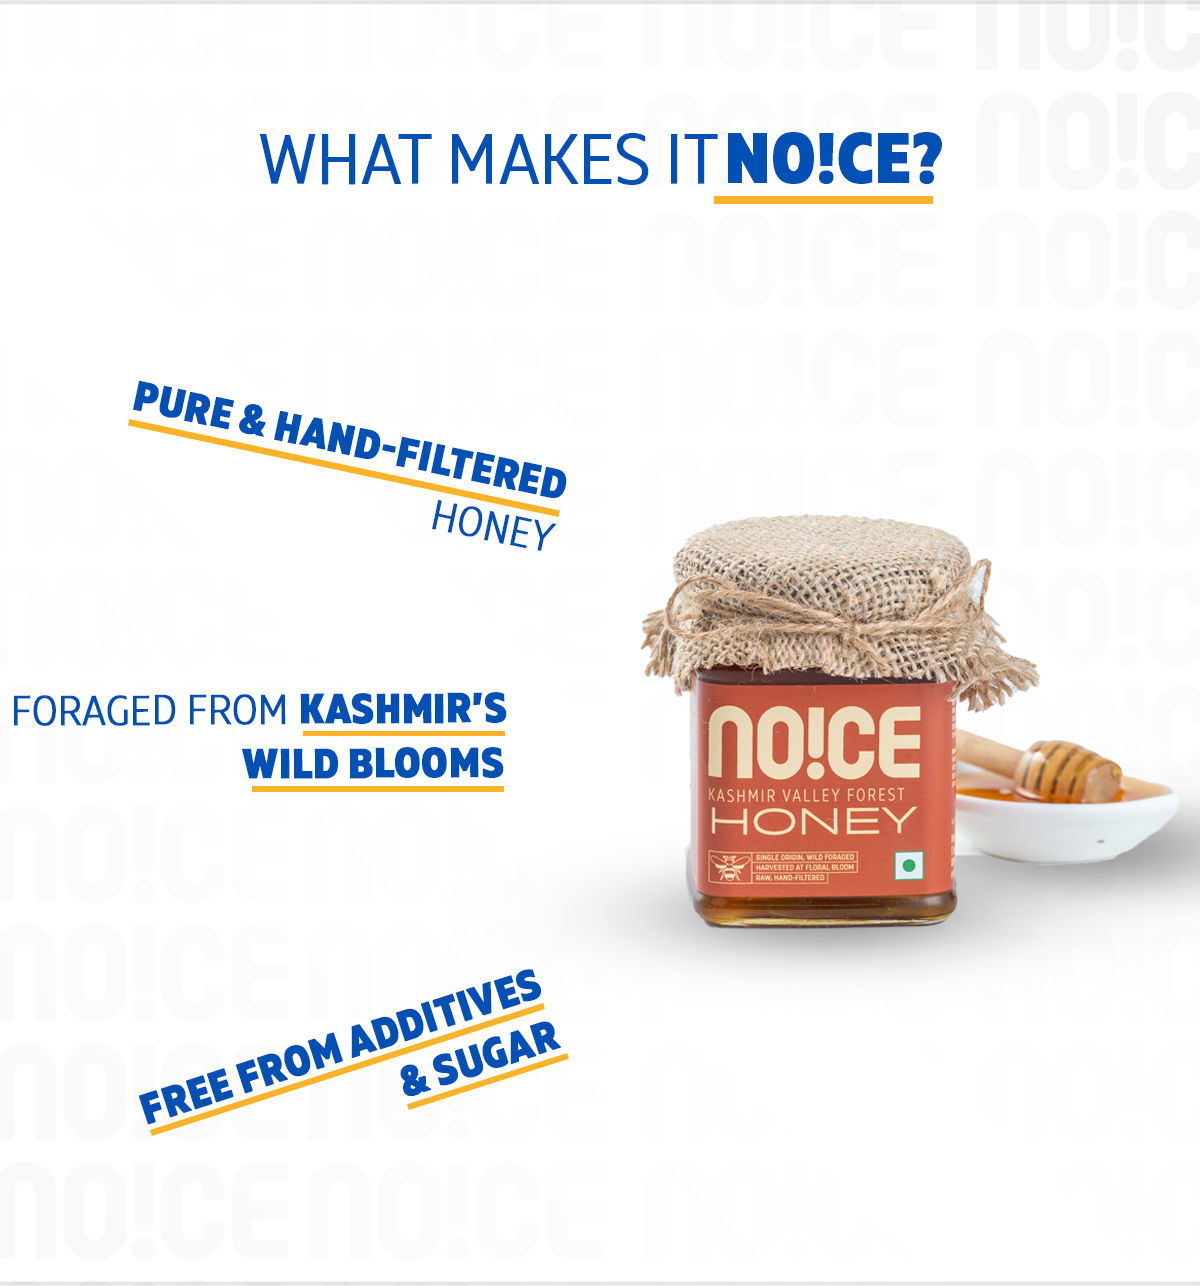 WHAT MAKES IT NO!CE?
PURE & HAND-FILTERED
HONEY
FORAGED FROM KASHMIR'S
WILD BLOOMS
FREE FROM ADDITIVES
& SUGAR
NO!CE
KASHMIR VALLEY FOREST
HONEY
SINGLE ORIGIN, WILD FORAGED
HARVESTED AT FLORAL BLOOM
RAW, HAND-FILTERED